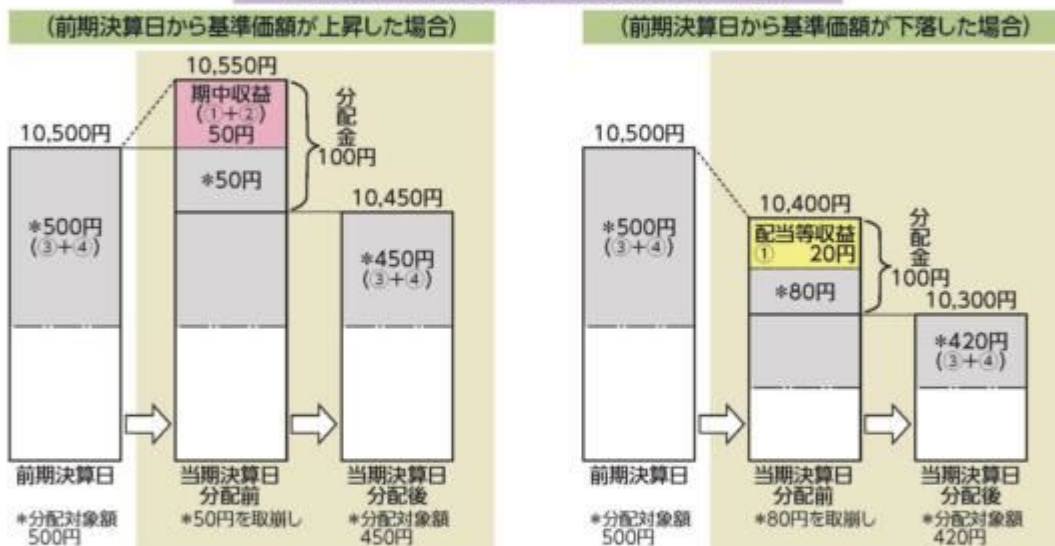 (前期決算日から基準価額が上昇した場合)
10,550円
期中収益
(①+②)
50円
10,500円
分配金
100円
*50円
10,450円
*500円
(③+④)
*450円
(③+④)
前期決算日
当期決算日
分配前
当期決算日
分配後
*分配対象額
500円
*50円を取崩し
*分配対象額
450円
(前期決算日から基準価額が下落した場合)
10,500円
10,400円
*500円
(③+④)
配当等収益
① 20円
分配金
100円
*80円
10,300円
*420円
(③+④)
前期決算日
当期決算日
分配前
当期決算日
分配後
*分配対象額
500円
*80円を取崩し
*分配対象額
420円